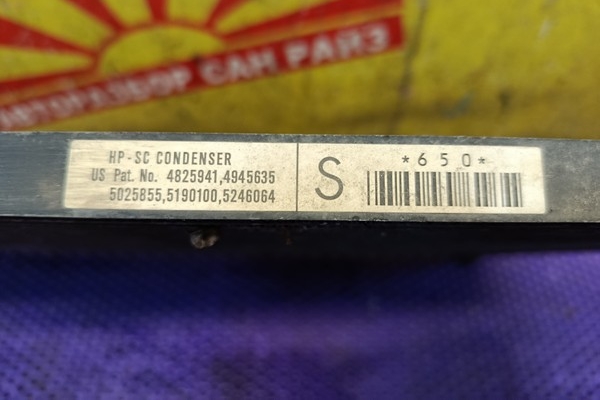 АВТОРАЗБОР САН РАЙЗ
HP-SC CONDENSER
US Pat. No. 4825941,4945635
5025855,5190100,5246064
S
*650*